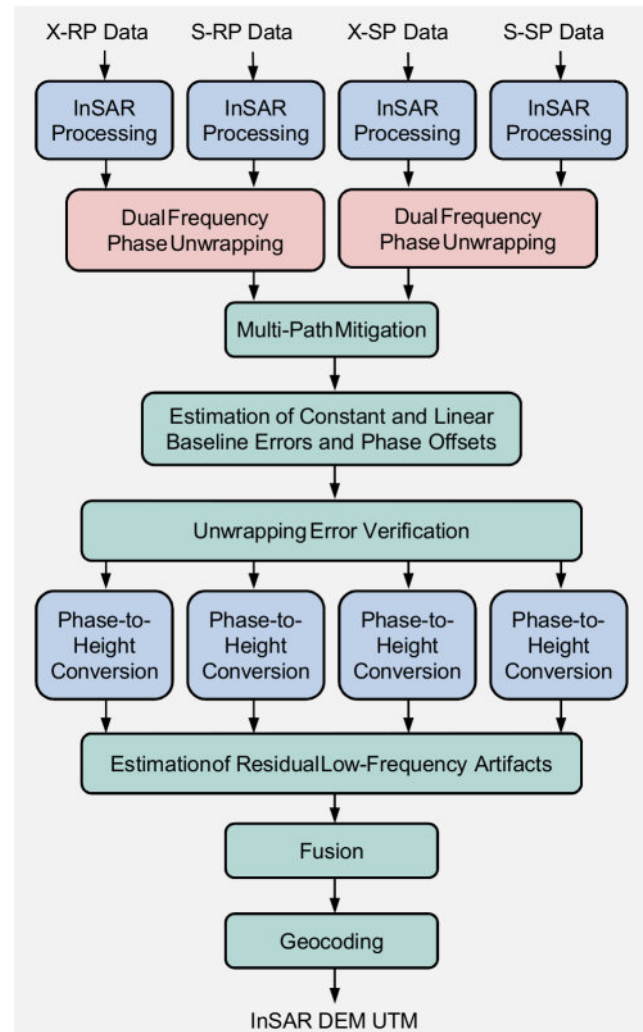 X-RP Data
S-RP Data
X-SP Data
S-SP Data
InSAR
Processing
InSAR
Processing
InSAR
Processing
InSAR
Processing
Dual Frequency
Phase Unwrapping
Dual Frequency
Phase Unwrapping
Multi-Path Mitigation
Estimation of Constant and Linear
Baseline Errors and Phase Offsets
Unwrapping Error Verification
Phase-to-
Height
Conversion
Phase-to-
Height
Conversion
Phase-to-
Height
Conversion
Phase-to-
Height
Conversion
Estimation of Residual Low-Frequency Artifacts
Fusion
Geocoding
InSAR DEM UTM